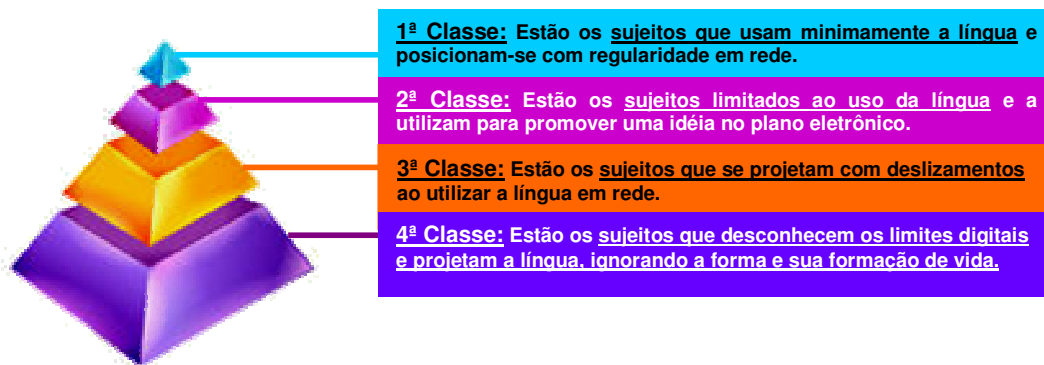 1ª Classe: Estão os sujeitos que usam minimamente a língua e
posicionam-se com regularidade em rede.
2ª Classe: Estão os sujeitos limitados ao uso da língua e a
utilizam para promover uma idéia no plano eletrônico.
3ª Classe: Estão os sujeitos que se projetam com deslizamentos
ao utilizar a língua em rede.
4ª Classe: Estão os sujeitos que desconhecem os limites digitais
e projetam a língua, ignorando a forma e sua formação de vida.